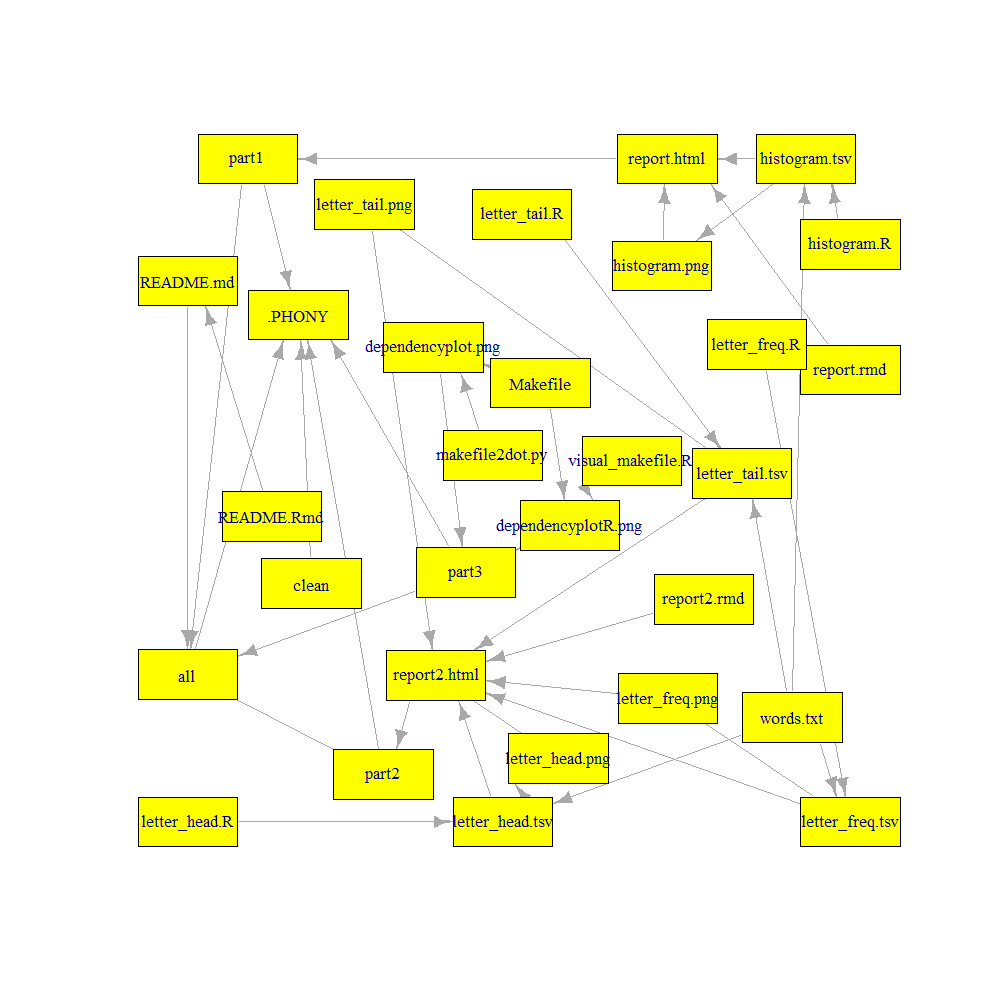 part1
report.html
histogram.tsv
letter_tail.png
letter_tail.R
histogram.R
histogram.png
README.md
.PHONY
dependencyplot.png
letter_freq.R
report.rmd
Makefile
makefile2dot.py
visual_makefile.R
letter_tail.tsv
README.Rmd
dependencyplotR.png
clean
part3
report2.rmd
all
report2.html
letter_freq.png
words.txt
letter_head.png
part2
letter_head.R
letter_head.tsv
letter_freq.tsv